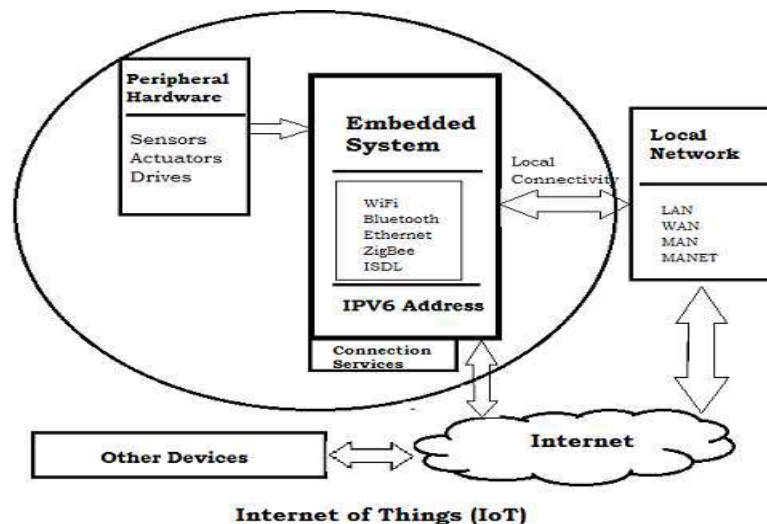 Peripheral
Hardware
Sensors
Actuators
Drives
Embedded
System
WiFi
Bluetooth
Ethernet
ZigBee
ISDL
IPV6 Address
Connection
Services
Local
Connectivity
Local
Network
LAN
WAN
MAN
MANET
Internet
Other Devices
Internet of Things (IoT)